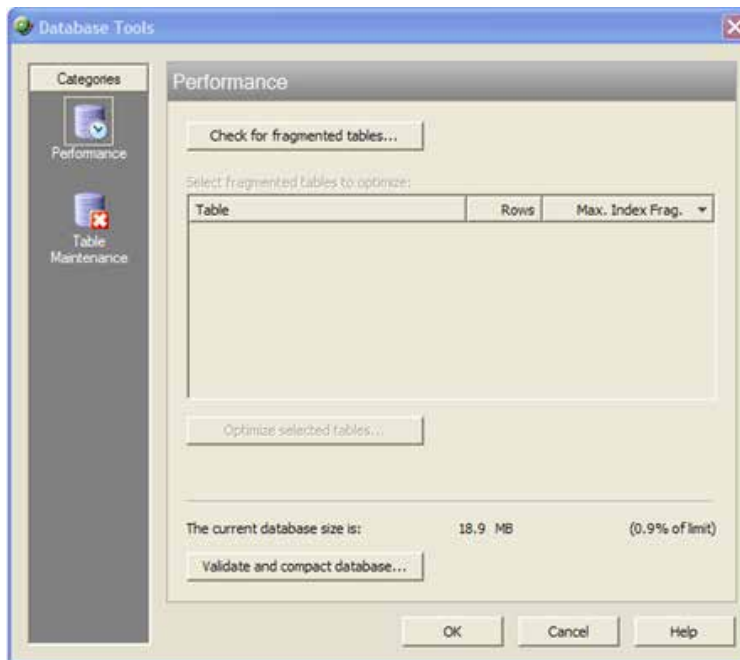 Database Tools
Categories
Performance
Table
Maintenance
Performance
Check for fragmented tables...
Select fragmented tables to optimize:
Table Rows Max. Index Frag.
Optimize selected tables...
The current database size is: 18.9 MB (0.9% of limit)
Validate and compact database...
OK Cancel Help